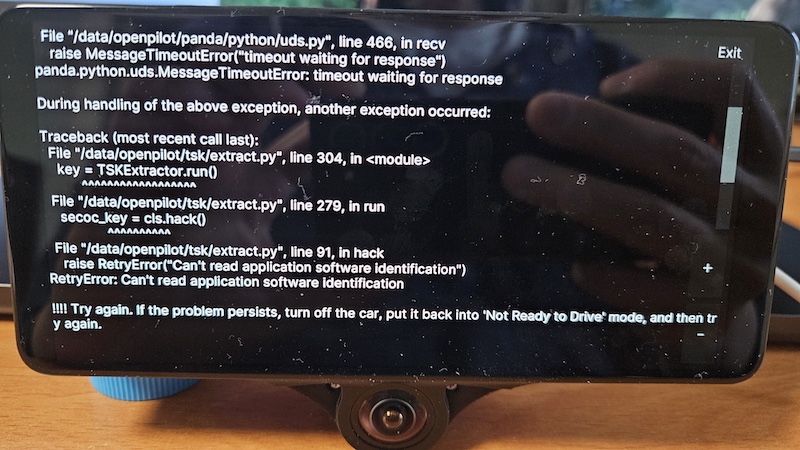 File "/data/openpilot/panda/python/uds.py", line 466, in recv
raise MessageTimeoutError("timeout waiting for response")
panda.python.uds.MessageTimeoutError: timeout waiting for response
Exit
During handling of the above exception, another exception occurred:
Traceback (most recent call last):
File "/data/openpilot/tsk/extract.py", line 304, in <module>
key = TSKExtractor.run()
^^^^^^^^^^^^^^^^^^
File "/data/openpilot/tsk/extract.py", line 279, in run
secoc_key = cls.hack()
^^^^^^^^^^
File "/data/openpilot/tsk/extract.py", line 91, in hack
raise RetryError("Can't read application software identification")
RetryError: Can't read application software identification
+
!!!! Try again. If the problem persists, turn off the car, put it back into 'Not Ready to Drive' mode, and then tr
y again.
-